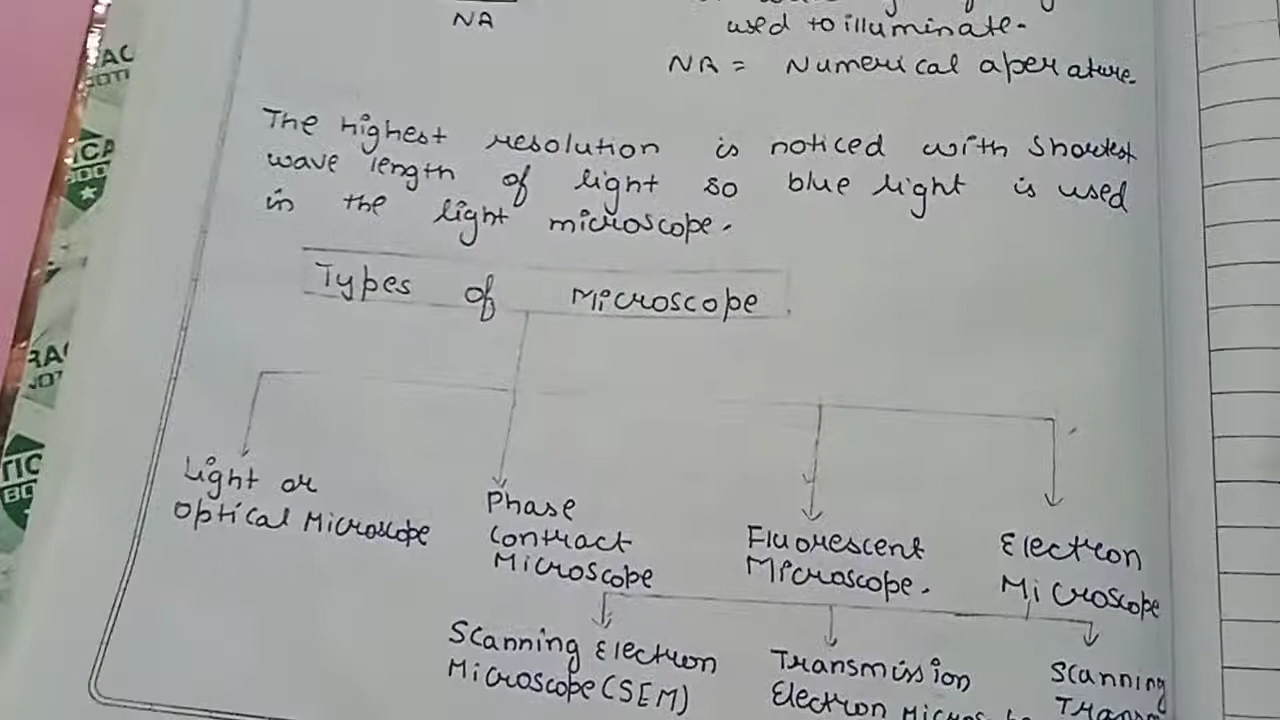 NA
used to illuminate.
NA = Numerical aperature.
The highest resolution is noticed with shortest
wave length of light so blue light is used
in the light microscope.
Types of Microscope
Light or
optical Microscope
Phase
contract
Microscope
Fluorescent
Microscope.
Electron
Microscope
Scanning Electron
Microscope (SEM)
Transmission
Electron
Scanning